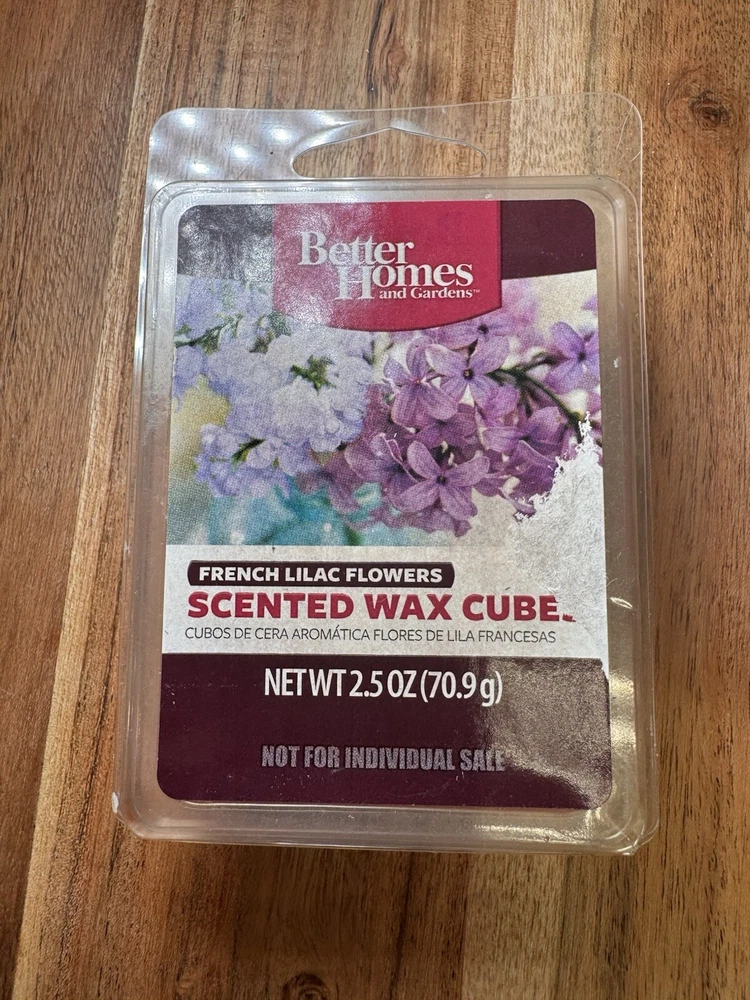 Better
Homes
and Gardens™
FRENCH LILAC FLOWERS
SCENTED WAX CUBE
CUBOS DE CERA AROMÁTICA FLORES DE LILA FRANCESAS
NET WT 2.5 OZ (70.9 g)
NOT FOR INDIVIDUAL SALE